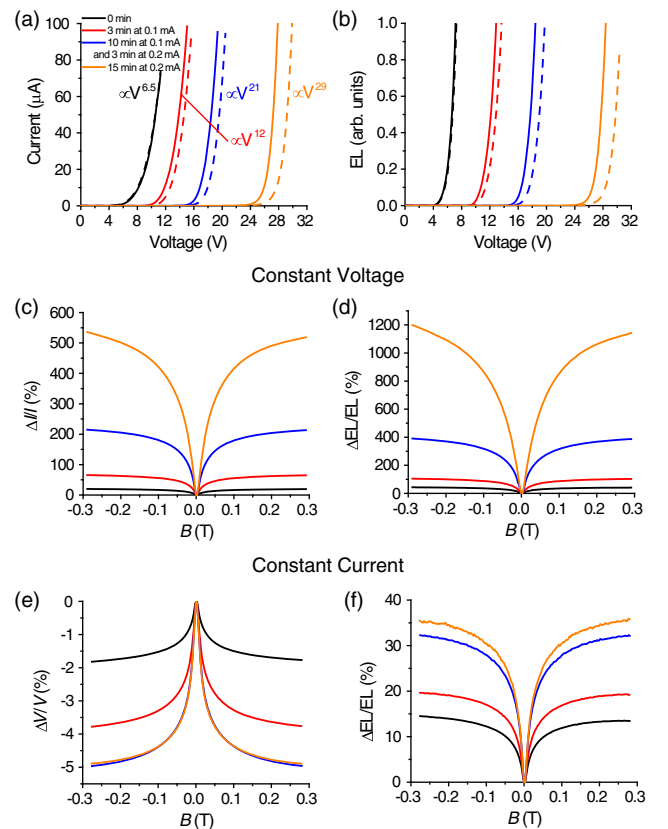 (a)
(b)
0 min
3 min at 0.1 mA
10 min at 0.1 mA
and 3 min at 0.2 mA
15 min at 0.2 mA
∝V^6.5
∝V^12
∝V^21
∝V^29
100
80
60
40
20
0
Current (μA)
0 4 8 12 16 20 24 28 32
Voltage (V)
1.0
0.8
0.6
0.4
0.2
0.0
EL (arb. units)
0 4 8 12 16 20 24 28 32
Voltage (V)
Constant Voltage
(c)
(d)
600
500
400
300
200
100
0
ΔI/I (%)
-0.3 -0.2 -0.1 0.0 0.1 0.2 0.3
B (T)
1200
1000
800
600
400
200
0
ΔEL/EL (%)
-0.3 -0.2 -0.1 0.0 0.1 0.2 0.3
B (T)
Constant Current
(e)
(f)
0
-1
-2
-3
-4
-5
ΔV/V (%)
-0.3 -0.2 -0.1 0.0 0.1 0.2 0.3
B (T)
40
30
20
10
0
ΔEL/EL (%)
-0.3 -0.2 -0.1 0.0 0.1 0.2 0.3
B (T)